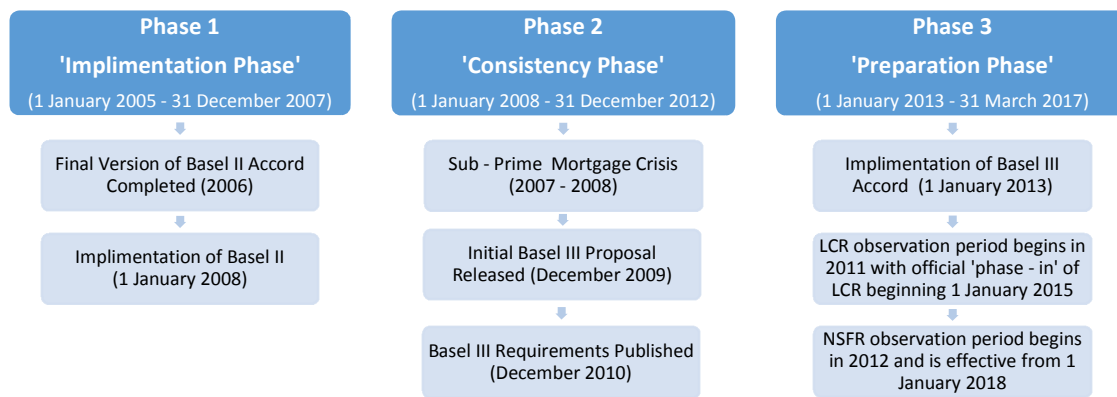 Phase 1
'Implimentation Phase'
(1 January 2005 - 31 December 2007)
Final Version of Basel II Accord
Completed (2006)
Implimentation of Basel II
(1 January 2008)
Phase 2
'Consistency Phase'
(1 January 2008 - 31 December 2012)
Sub - Prime Mortgage Crisis
(2007 - 2008)
Initial Basel III Proposal
Released (December 2009)
Basel III Requirements Published
(December 2010)
Phase 3
'Preparation Phase'
(1 January 2013 - 31 March 2017)
Implimentation of Basel III
Accord (1 January 2013)
LCR observation period begins in
2011 with official 'phase - in' of
LCR beginning 1 January 2015
NSFR observation period begins
in 2012 and is effective from 1
January 2018